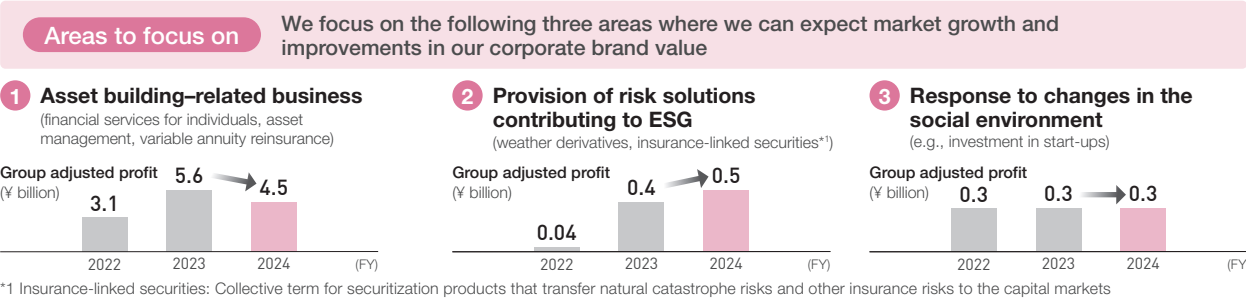 Areas to focus on
We focus on the following three areas where we can expect market growth and
improvements in our corporate brand value
1 Asset building–related business
(financial services for individuals, asset
management, variable annuity reinsurance)
Group adjusted profit
(¥ billion)
3.1
5.6
4.5
2022
2023
2024
(FY)
2 Provision of risk solutions
contributing to ESG
(weather derivatives, insurance-linked securities*1)
Group adjusted profit
(¥ billion)
0.04
0.4
0.5
2022
2023
2024
(FY)
3 Response to changes in the
social environment
(e.g., investment in start-ups)
Group adjusted profit
(¥ billion)
0.3
0.3
0.3
2022
2023
2024
(FY)
*1 Insurance-linked securities: Collective term for securitization products that transfer natural catastrophe risks and other insurance risks to the capital markets